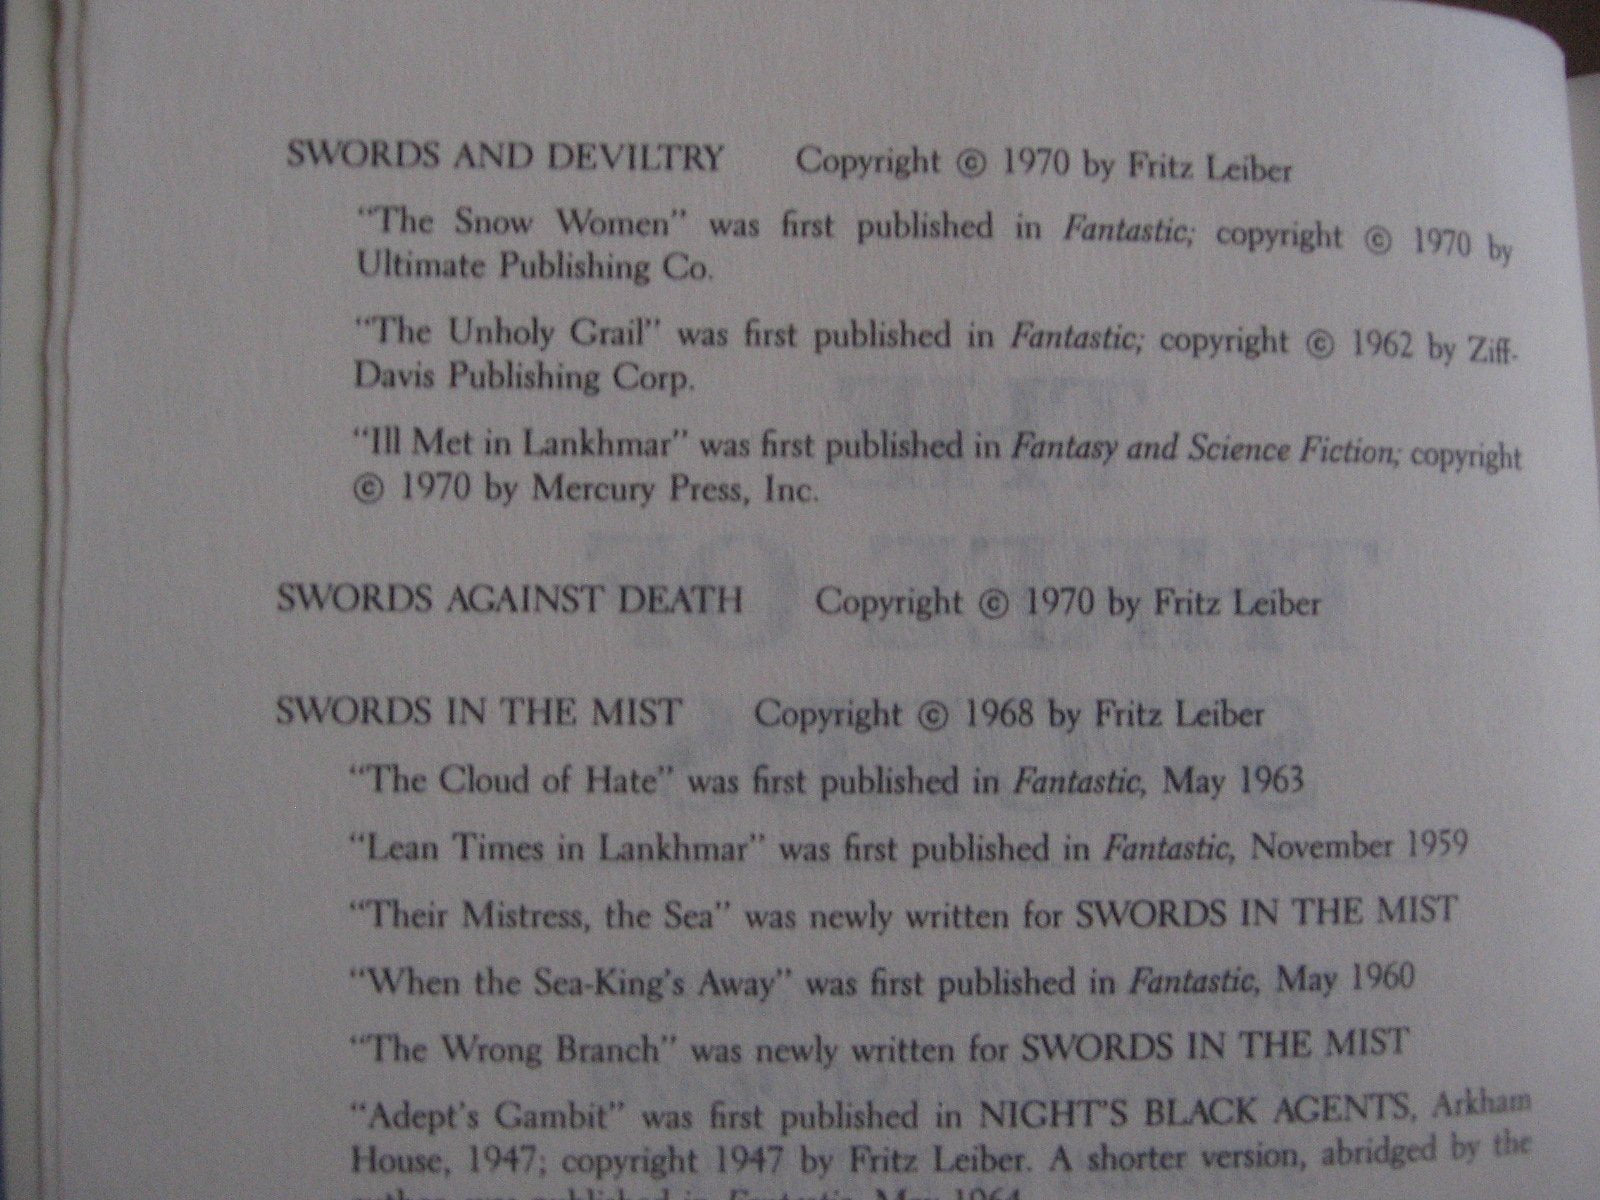 SWORDS AND DEVILTRY Copyright © 1970 by Fritz Leiber
“The Snow Women” was first published in Fantastic; copyright © 1970 by
Ultimate Publishing Co.
“The Unholy Grail” was first published in Fantastic; copyright © 1962 by Ziff-
Davis Publishing Corp.
“Ill Met in Lankhmar” was first published in Fantasy and Science Fiction; copyright
© 1970 by Mercury Press, Inc.
SWORDS AGAINST DEATH Copyright © 1970 by Fritz Leiber
SWORDS IN THE MIST Copyright © 1968 by Fritz Leiber
“The Cloud of Hate” was first published in Fantastic, May 1963
“Lean Times in Lankhmar” was first published in Fantastic, November 1959
“Their Mistress, the Sea” was newly written for SWORDS IN THE MIST
“When the Sea-King’s Away” was first published in Fantastic, May 1960
“The Wrong Branch” was newly written for SWORDS IN THE MIST
“Adept’s Gambit” was first published in NIGHT’S BLACK AGENTS, Arkham
House, 1947; copyright 1947 by Fritz Leiber. A shorter version, abridged by the
author, was published in Fantastic, May 1964